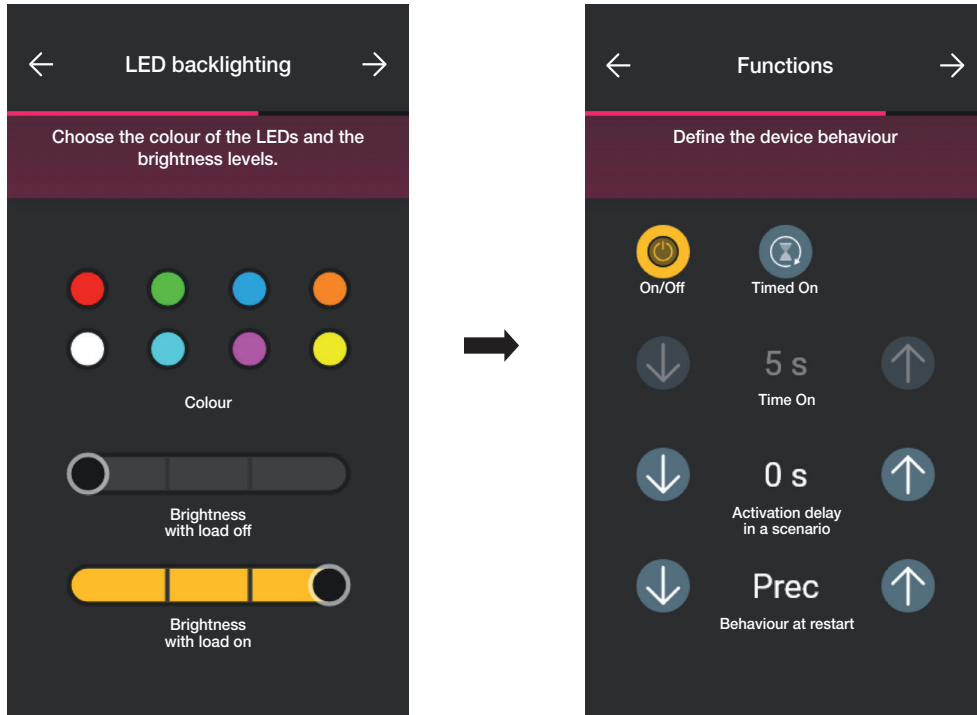 LED backlighting
Choose the colour of the LEDs and the
brightness levels.
Colour
Brightness
with load off
Brightness
with load on
Functions
Define the device behaviour
On/Off
Timed On
5 s
Time On
0 s
Activation delay
in a scenario
Prec
Behaviour at restart